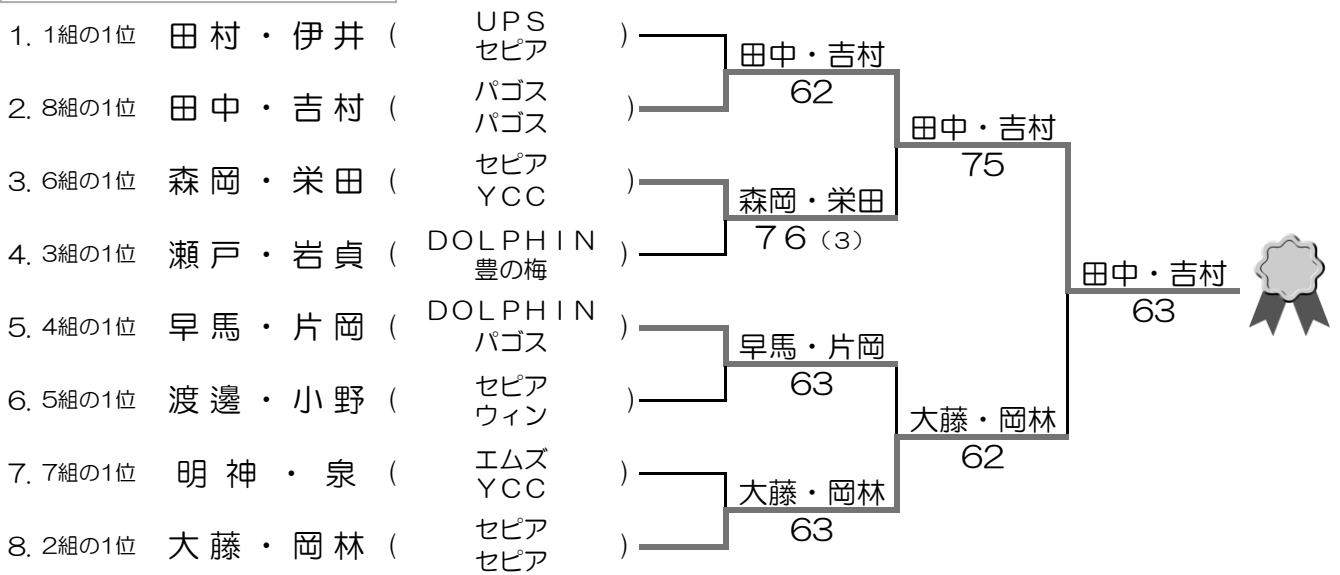 1. 1組の1位 田村・伊井 ( UPS セピア )
2. 8組の1位 田中・吉村 ( パゴス パゴス )
3. 6組の1位 森岡・栄田 ( セピア YCC )
4. 3組の1位 瀬戸・岩貞 ( DOLPHIN 豊の梅 )
5. 4組の1位 早馬・片岡 ( DOLPHIN パゴス )
6. 5組の1位 渡邊・小野 ( セピア ウィン )
7. 7組の1位 明神・泉 ( エムズ YCC )
8. 2組の1位 大藤・岡林 ( セピア セピア )
田中・吉村
62
森岡・栄田
76（3）
早馬・片岡
63
大藤・岡林
63
田中・吉村
75
大藤・岡林
62
田中・吉村
63